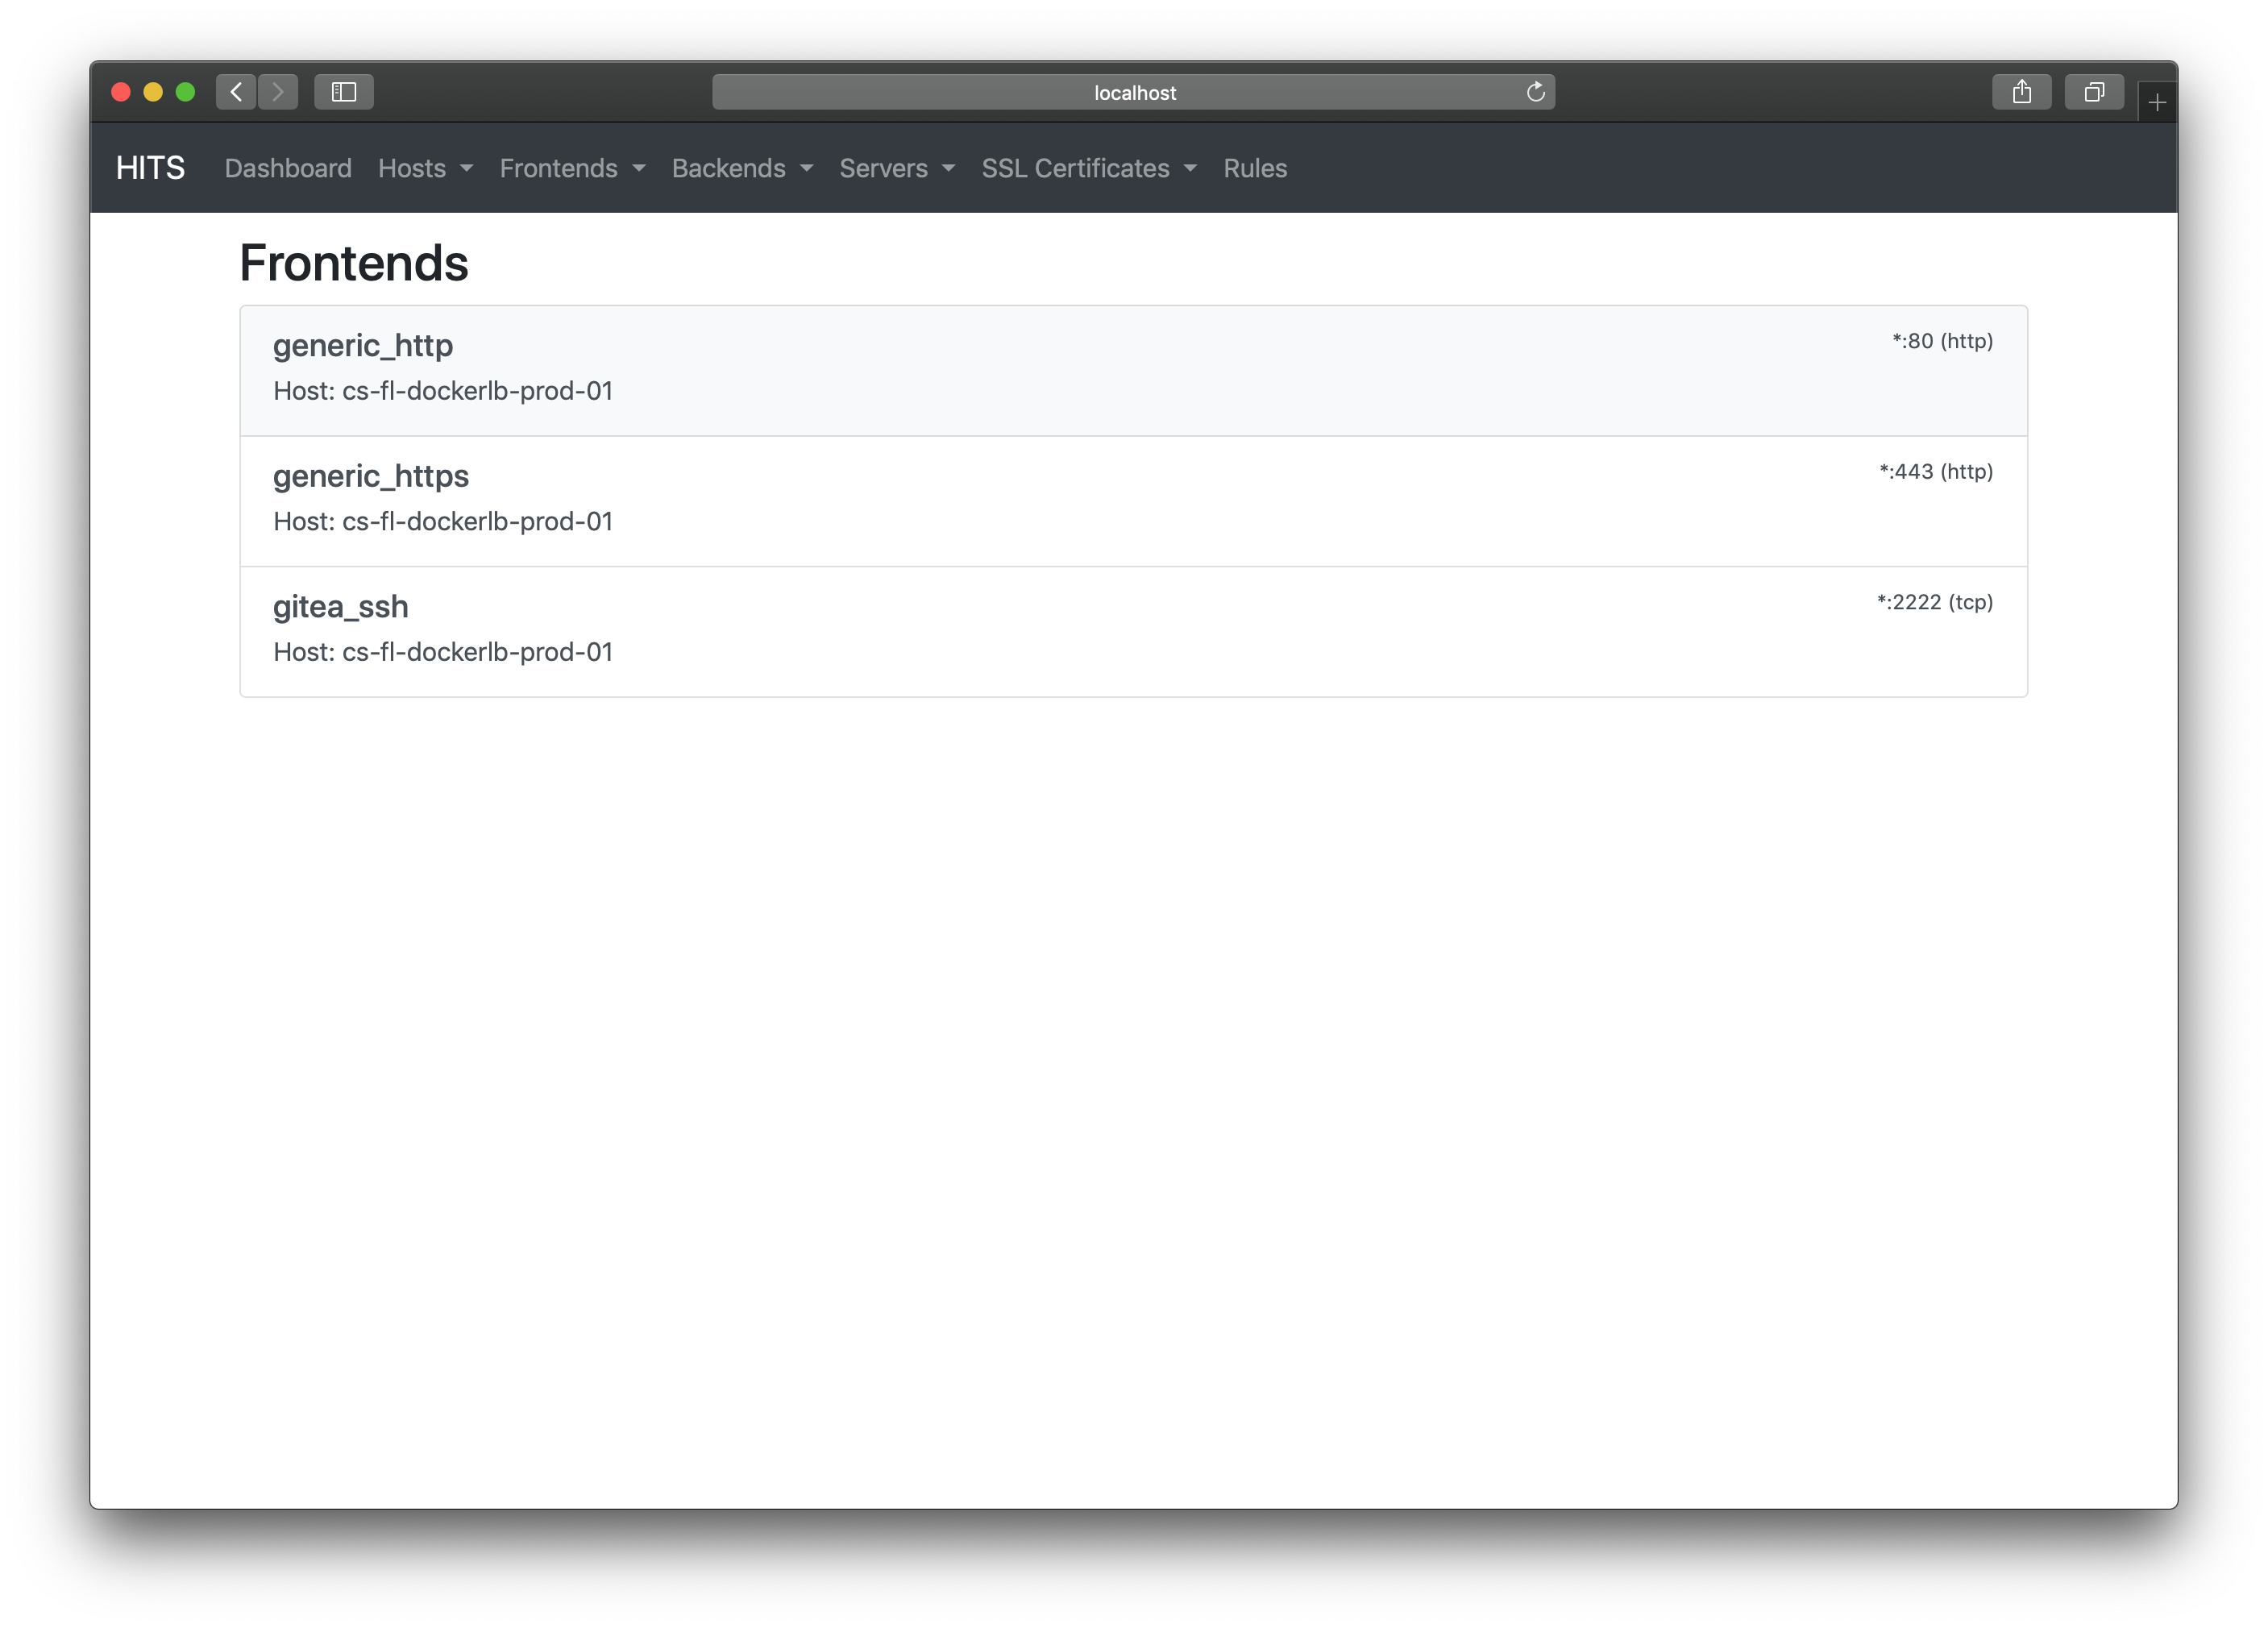 localhost
HITS Dashboard Hosts Frontends Backends Servers SSL Certificates Rules
Frontends
generic_http *:80 (http)
Host: cs-fl-dockerlb-prod-01
generic_https *:443 (http)
Host: cs-fl-dockerlb-prod-01
gitea_ssh *:2222 (tcp)
Host: cs-fl-dockerlb-prod-01